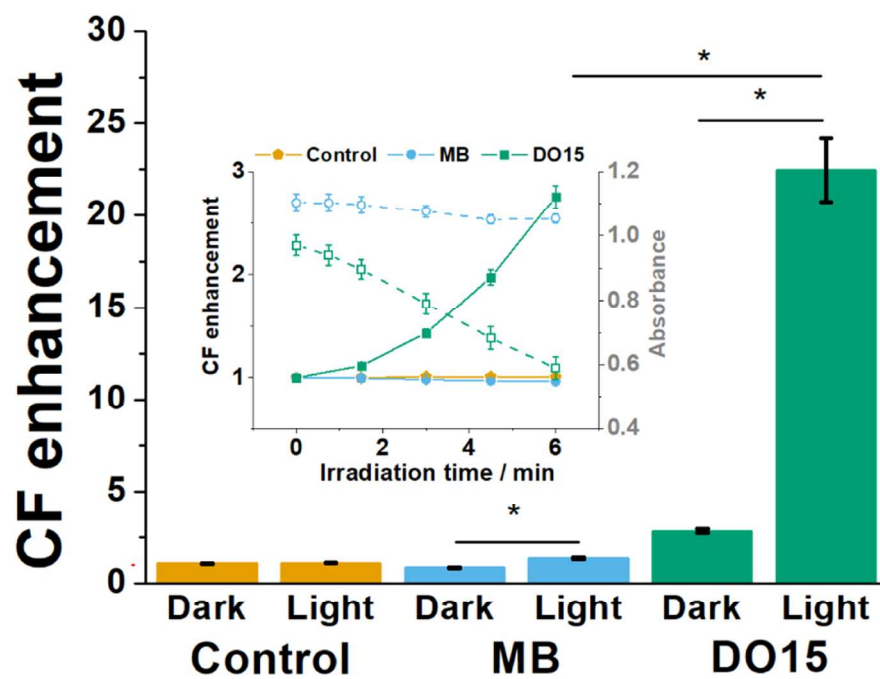 CF enhancement
30
25
20
15
10
5
0
*
*
*
Control MB DO15
CF enhancement
3
2
1
1.2
1.0
0.8
0.6
0.4
Absorbance
0 2 4 6
Irradiation time / min
Dark Light Dark Light Dark Light
Control MB DO15